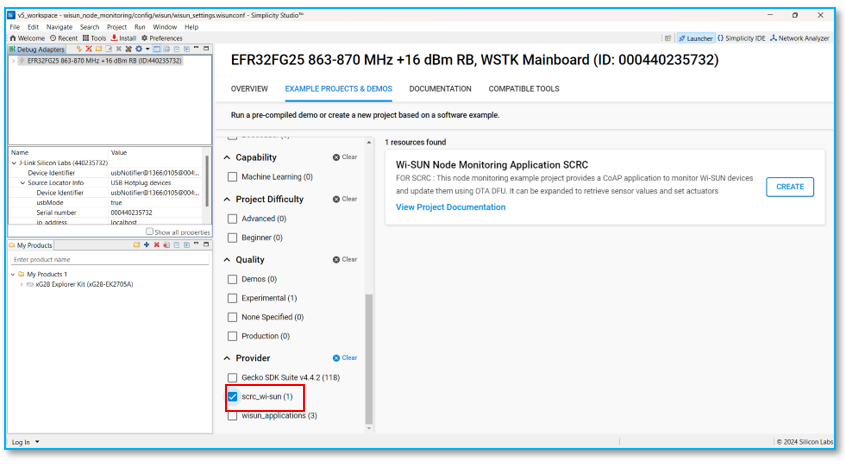 v5_workspace - wisun_node_monitoring/config/wisun/wisun_settings.wisunconf - Simplicity Studio™
File Edit Navigate Search Project Run Window Help
Welcome Recent Tools Install Preferences
Launcher {} Simplicity IDE Network Analyzer
Debug Adapters
EFR32FG25 863-870 MHz +16 dBm RB (ID:440235732)
Name Value
J-Link Silicon Labs (440235732)
Device Identifier usbNotifier@1366:0105@0004...
Source Locator Info USB Hotplug devices
Device Identifier usbNotifier@1366:0105@0004...
usbMode true
Serial number 000440235732
ip_address localhost
Show all properties
My Products
Enter product name
My Products 1
xG28 Explorer Kit (xG28-EK2705A)
EFR32FG25 863-870 MHz +16 dBm RB, WSTK Mainboard (ID: 000440235732)
OVERVIEW EXAMPLE PROJECTS & DEMOS DOCUMENTATION COMPATIBLE TOOLS
Run a pre-compiled demo or create a new project based on a software example.
Capability Clear
Machine Learning (0)
Project Difficulty Clear
Advanced (0)
Beginner (0)
Quality Clear
Demos (0)
Experimental (1)
None Specified (0)
Production (0)
Provider Clear
Gecko SDK Suite v4.4.2 (118)
scrc_wi-sun (1)
wisun_applications (3)
1 resources found
Wi-SUN Node Monitoring Application SCRC
FOR SCRC : This node monitoring example project provides a CoAP application to monitor Wi-SUN devices
and update them using OTA DFU. It can be expanded to retrieve sensor values and set actuators
CREATE
View Project Documentation
Log In
© 2024 Silicon Labs